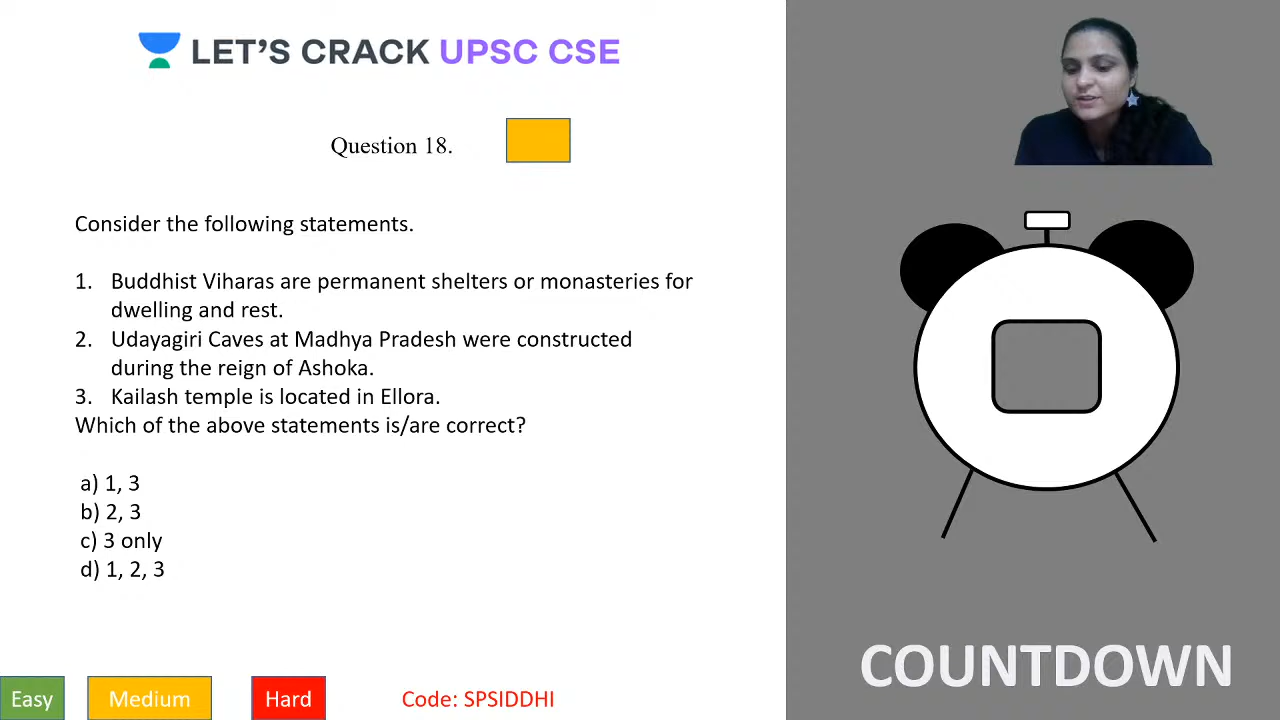 LET'S CRACK UPSC CSE
Question 18.
Consider the following statements.
1. Buddhist Viharas are permanent shelters or monasteries for
dwelling and rest.
2. Udayagiri Caves at Madhya Pradesh were constructed
during the reign of Ashoka.
3. Kailash temple is located in Ellora.
Which of the above statements is/are correct?
a) 1, 3
b) 2, 3
c) 3 only
d) 1, 2, 3
Easy
Medium
Hard
Code: SPSIDDHI
COUNTDOWN